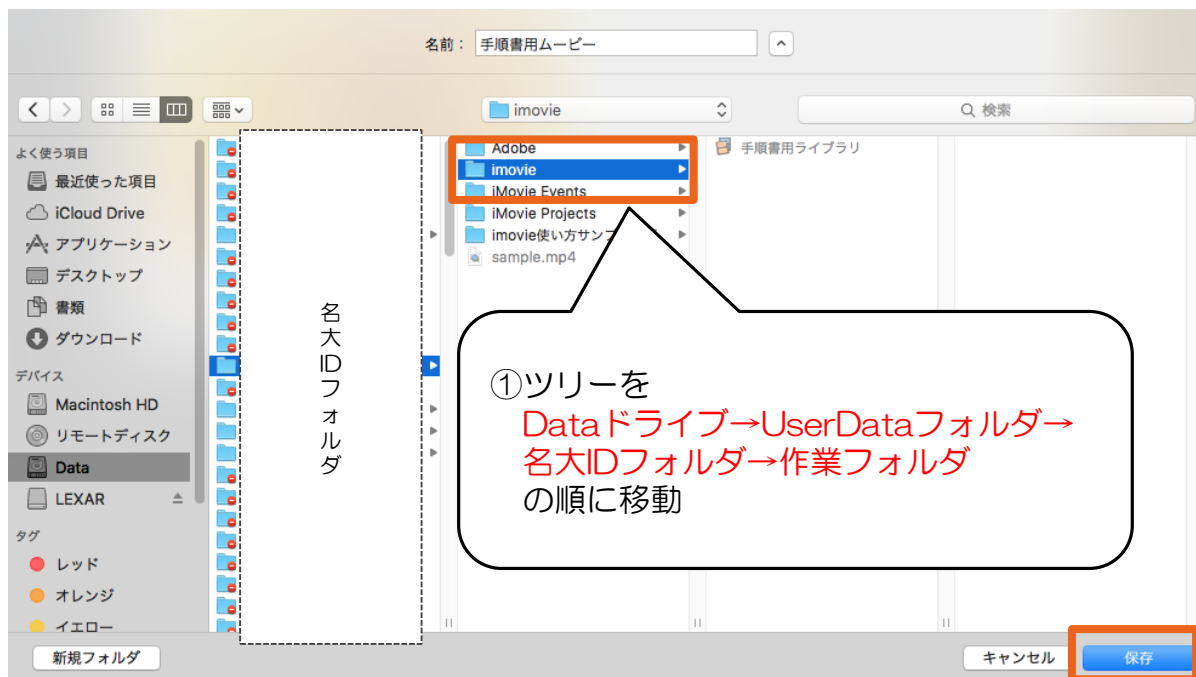 名前： 手順書用ムービー
imovie
検索
よく使う項目
最近使った項目
iCloud Drive
アプリケーション
デスクトップ
書類
ダウンロード
デバイス
Macintosh HD
リモートディスク
Data
LEXAR
タグ
レッド
オレンジ
イエロー
名大IDフォルダ
Adobe
imovie
iMovie Events
iMovie Projects
imovie使い方サンプ
sample.mp4
手順書用ライブラリ
①ツリーを
Dataドライブ→UserDataフォルダ→
名大IDフォルダ→作業フォルダ
の順に移動
新規フォルダ
キャンセル
保存